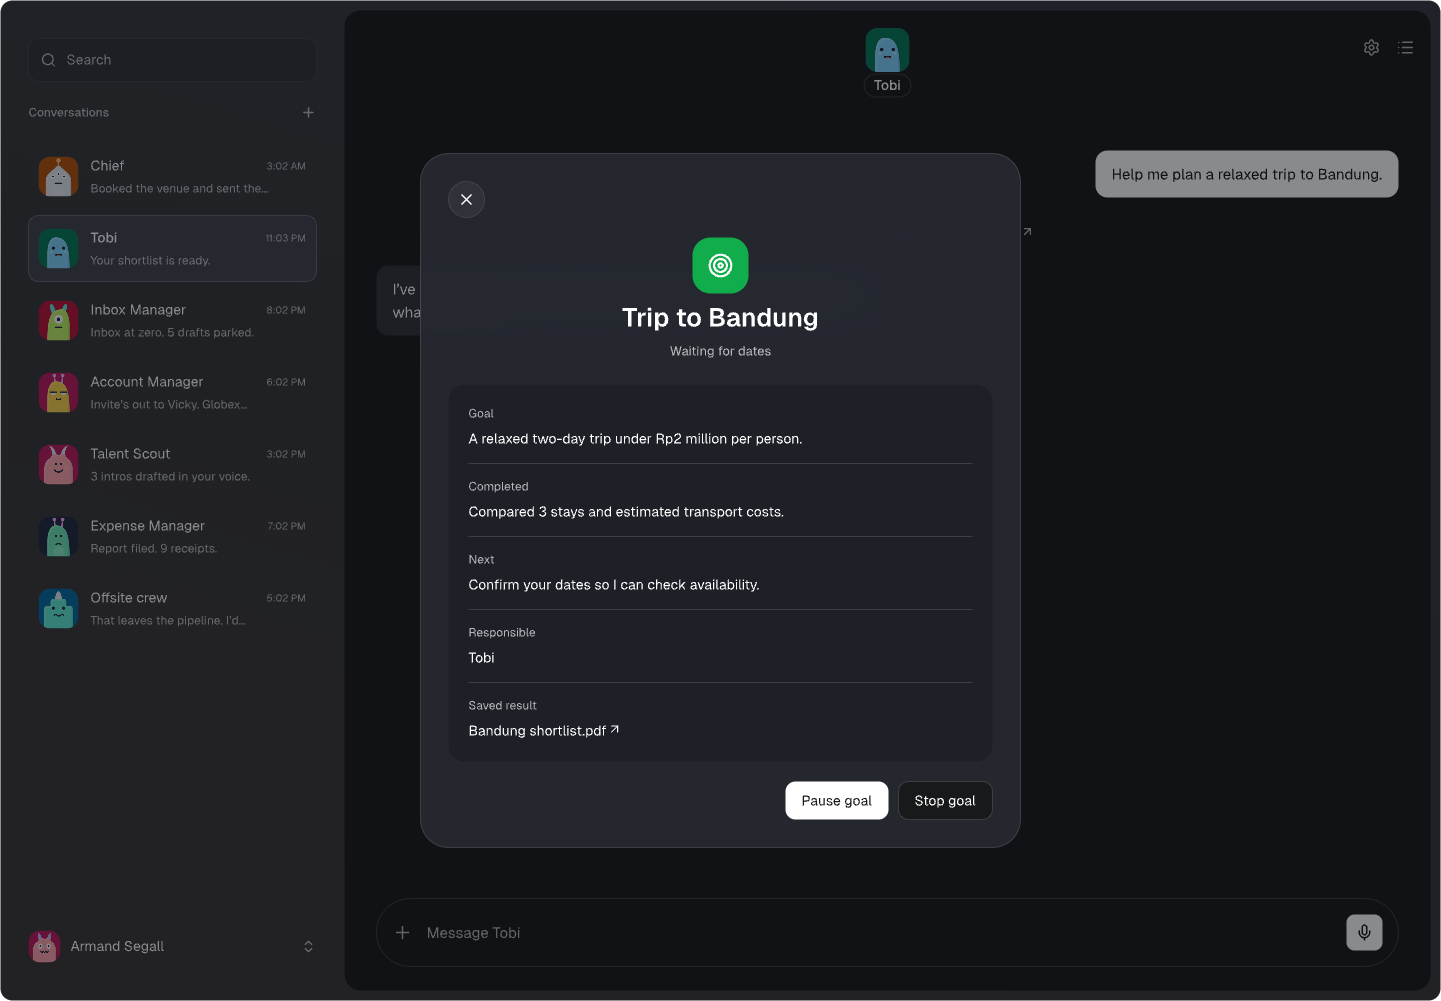 Search
Conversations
Chief
3:02 AM
Booked the venue and sent the...
Tobi
11:03 PM
Your shortlist is ready.
Inbox Manager
8:02 PM
Inbox at zero. 5 drafts parked.
Account Manager
6:02 PM
Invite's out to Vicky. Globex...
Talent Scout
3:02 PM
3 intros drafted in your voice.
Expense Manager
7:02 PM
Report filed. 9 receipts.
Offsite crew
5:02 PM
That leaves the pipeline. I'd...
Armand Segall
Tobi
Help me plan a relaxed trip to Bandung.
I've
wha
Trip to Bandung
Waiting for dates
Goal
A relaxed two-day trip under Rp2 million per person.
Completed
Compared 3 stays and estimated transport costs.
Next
Confirm your dates so I can check availability.
Responsible
Tobi
Saved result
Bandung shortlist.pdf
Pause goal
Stop goal
Message Tobi